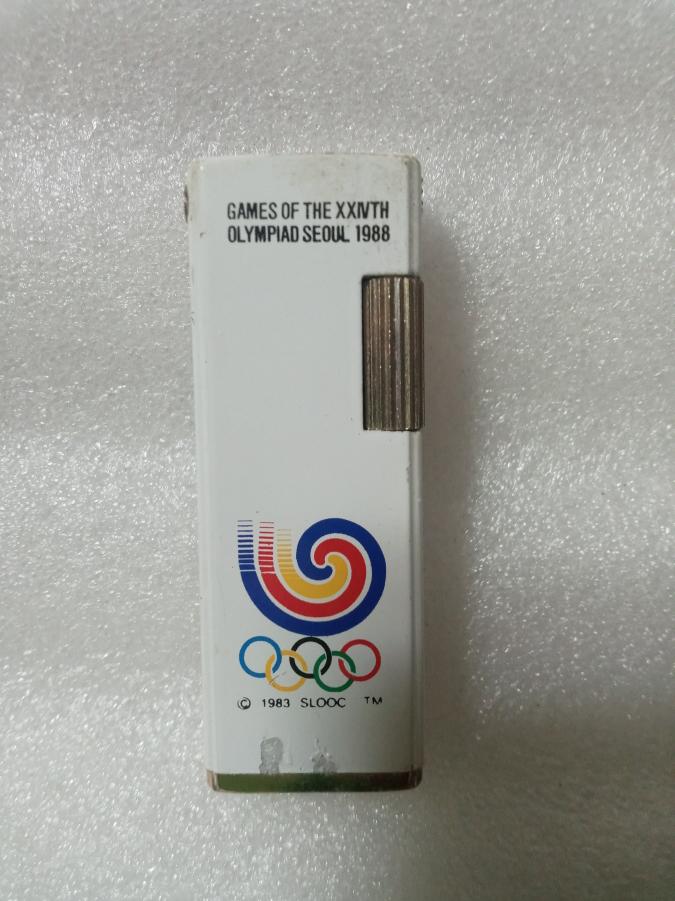 GAMES OF THE XXIVTH
OLYMPIAD SEOUL 1988
© 1983 SLOOC TM